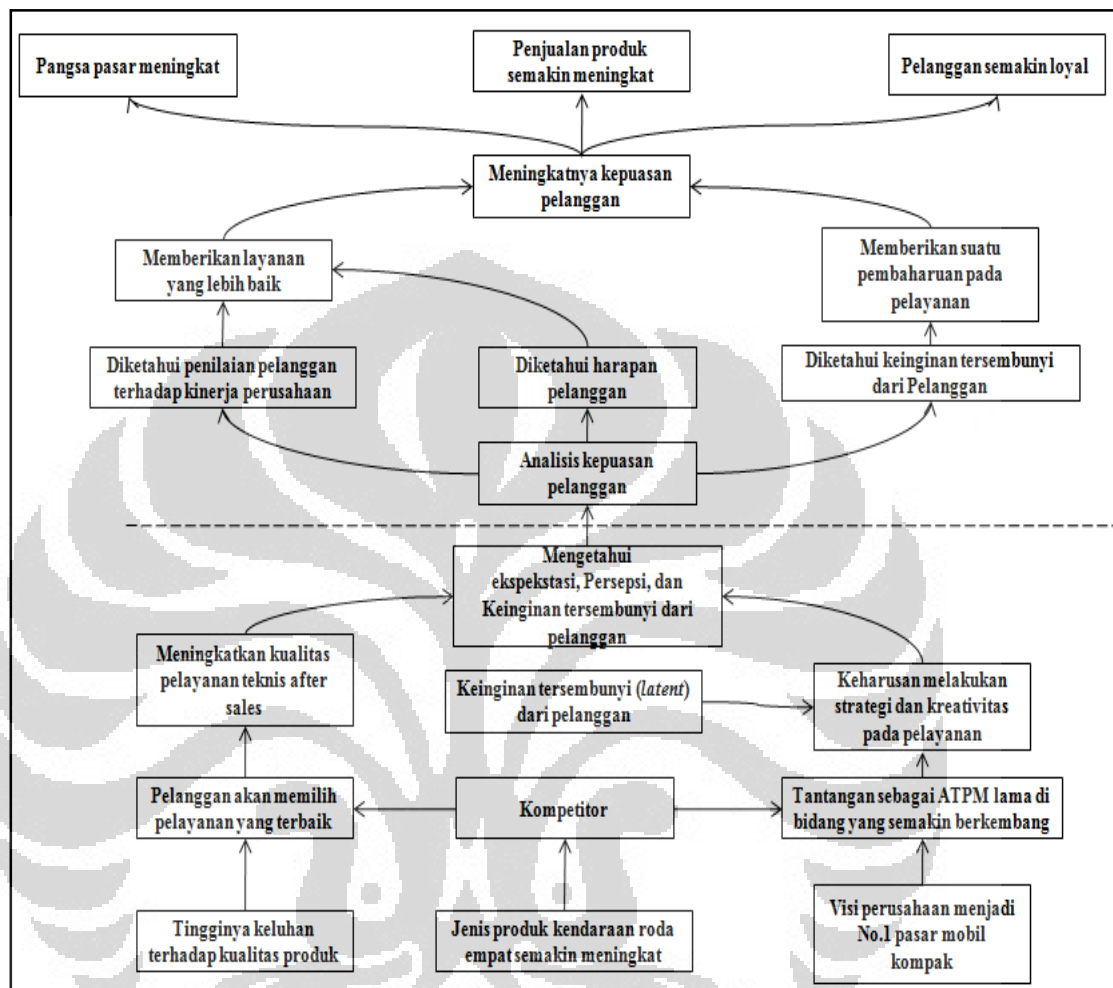 Pangsa pasar meningkat
Penjualan produk
semakin meningkat
Pelanggan semakin loyal
Meningkatnya kepuasan
pelanggan
Memberikan layanan
yang lebih baik
Memberikan suatu
pembaharuan pada
pelayanan
Diketahui penilaian pelanggan
terhadap kinerja perusahaan
Diketahui harapan
pelanggan
Diketahui keinginan tersembunyi
dari Pelanggan
Analisis kepuasan
pelanggan
Mengetahui
ekspekstasi, Persepsi, dan
Keinginan tersembunyi dari
pelanggan
Meningkatkan kualitas
pelayanan teknis after
sales
Keinginan tersembunyi (latent)
dari pelanggan
Keharusan melakukan
strategi dan kreativitas
pada pelayanan
Pelanggan akan memilih
pelayanan yang terbaik
Kompetitor
Tantangan sebagai ATPM lama di
bidang yang semakin berkembang
Tingginya keluhan
terhadap kualitas produk
Jenis produk kendaraan roda
empat semakin meningkat
Visi perusahaan menjadi
No.1 pasar mobil
kompak